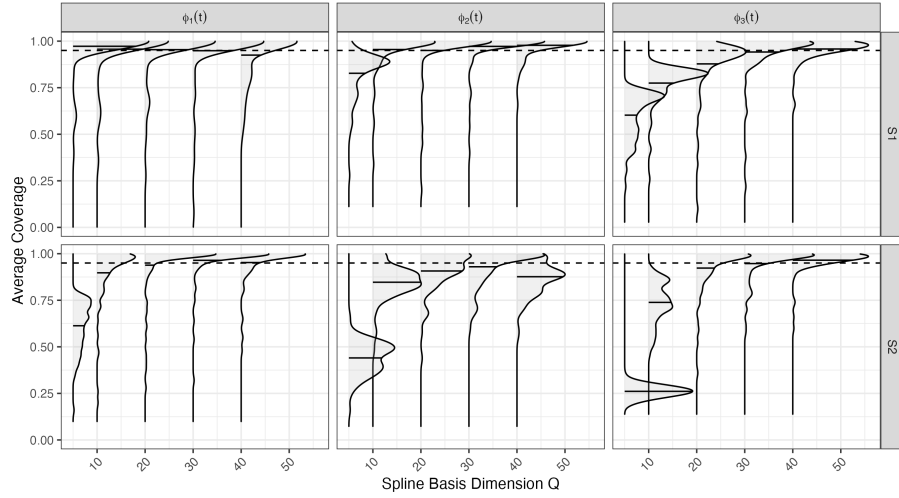 ϕ₁(t) ϕ₂(t) ϕ₃(t)
1.00
0.75
0.50
0.25
0.00
S1
1.00
0.75
0.50
0.25
0.00
S2
Average Coverage
10 20 30 40 50 10 20 30 40 50 10 20 30 40 50
Spline Basis Dimension Q